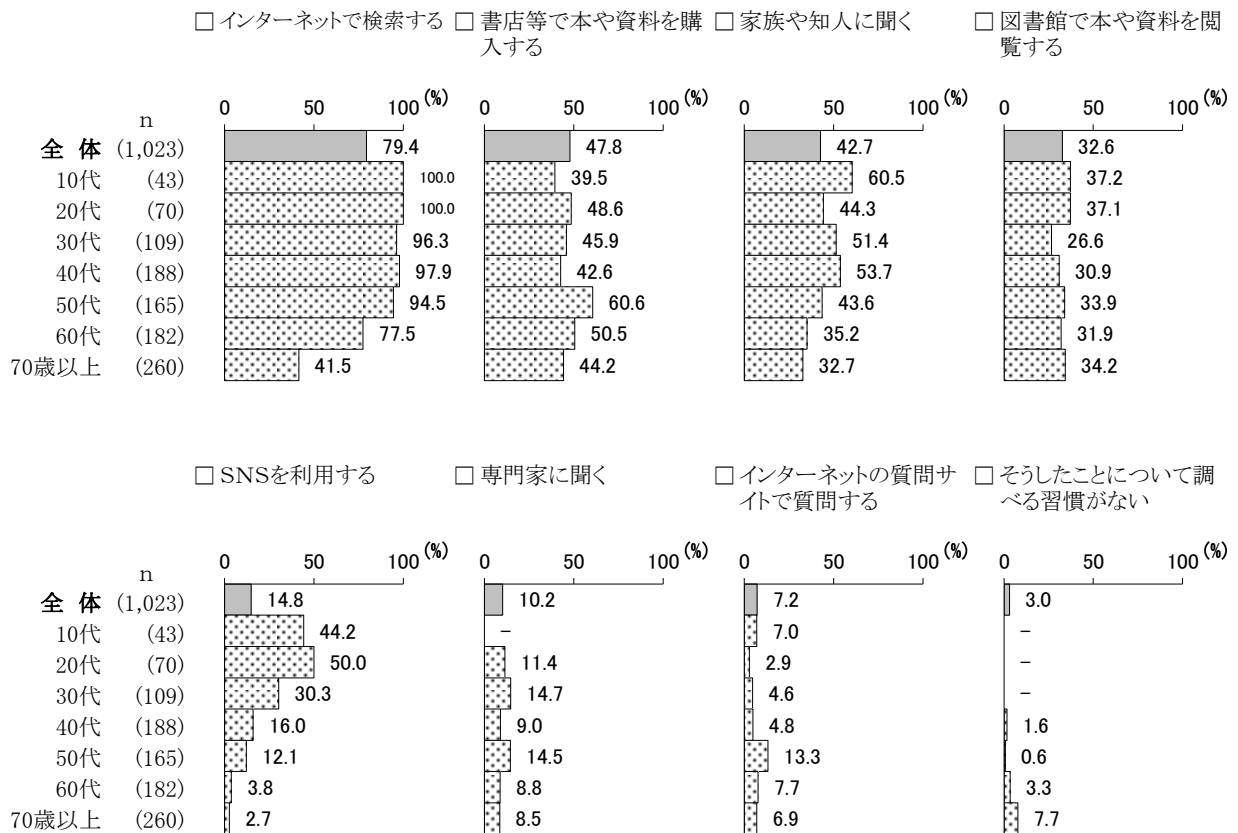 □ インターネットで検索する □ 書店等で本や資料を購 □ 家族や知人に聞く □ 図書館で本や資料を閲
入する 覧する
0 50 100 (%) 0 50 100 (%) 0 50 100 (%) 0 50 100 (%)
n
全 体 (1,023) 79.4 47.8 42.7 32.6
10代 (43) 100.0 39.5 60.5 37.2
20代 (70) 100.0 48.6 44.3 37.1
30代 (109) 96.3 45.9 51.4 26.6
40代 (188) 97.9 42.6 53.7 30.9
50代 (165) 94.5 60.6 43.6 33.9
60代 (182) 77.5 50.5 35.2 31.9
70歳以上 (260) 41.5 44.2 32.7 34.2
□ SNSを利用する □ 専門家に聞く □ インターネットの質問サ □ そうしたことについて調
イトで質問する べる習慣がない
0 50 100 (%) 0 50 100 (%) 0 50 100 (%) 0 50 100 (%)
n
全 体 (1,023) 14.8 10.2 7.2 3.0
10代 (43) 44.2 － 7.0 －
20代 (70) 50.0 11.4 2.9 －
30代 (109) 30.3 14.7 4.6 －
40代 (188) 16.0 9.0 4.8 1.6
50代 (165) 12.1 14.5 13.3 0.6
60代 (182) 3.8 8.8 7.7 3.3
70歳以上 (260) 2.7 8.5 6.9 7.7